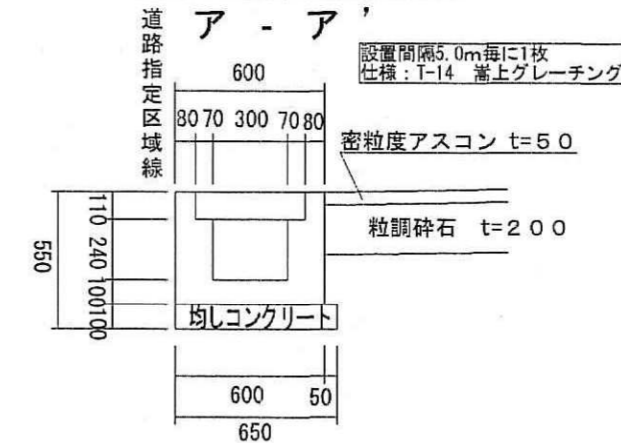 道路指定区域線
ア - ア’
設置間隔5.0m毎に1枚
仕様：T-14 嵩上グレーチング
600
80 70 300 70 80
密粒度アスコン t=50
粒調砕石 t=200
550
110
240
100
100
均しコンクリート
600
50
650